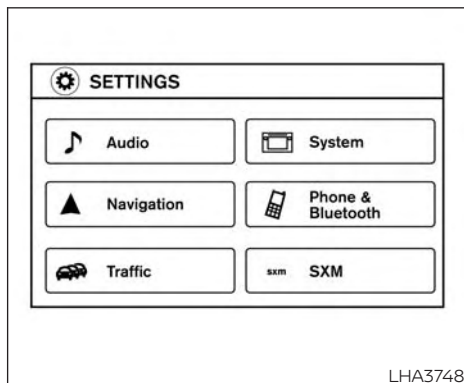 SETTINGS
Audio
System
Navigation
Phone &
Bluetooth
Traffic
sxm SXM
LHA3748